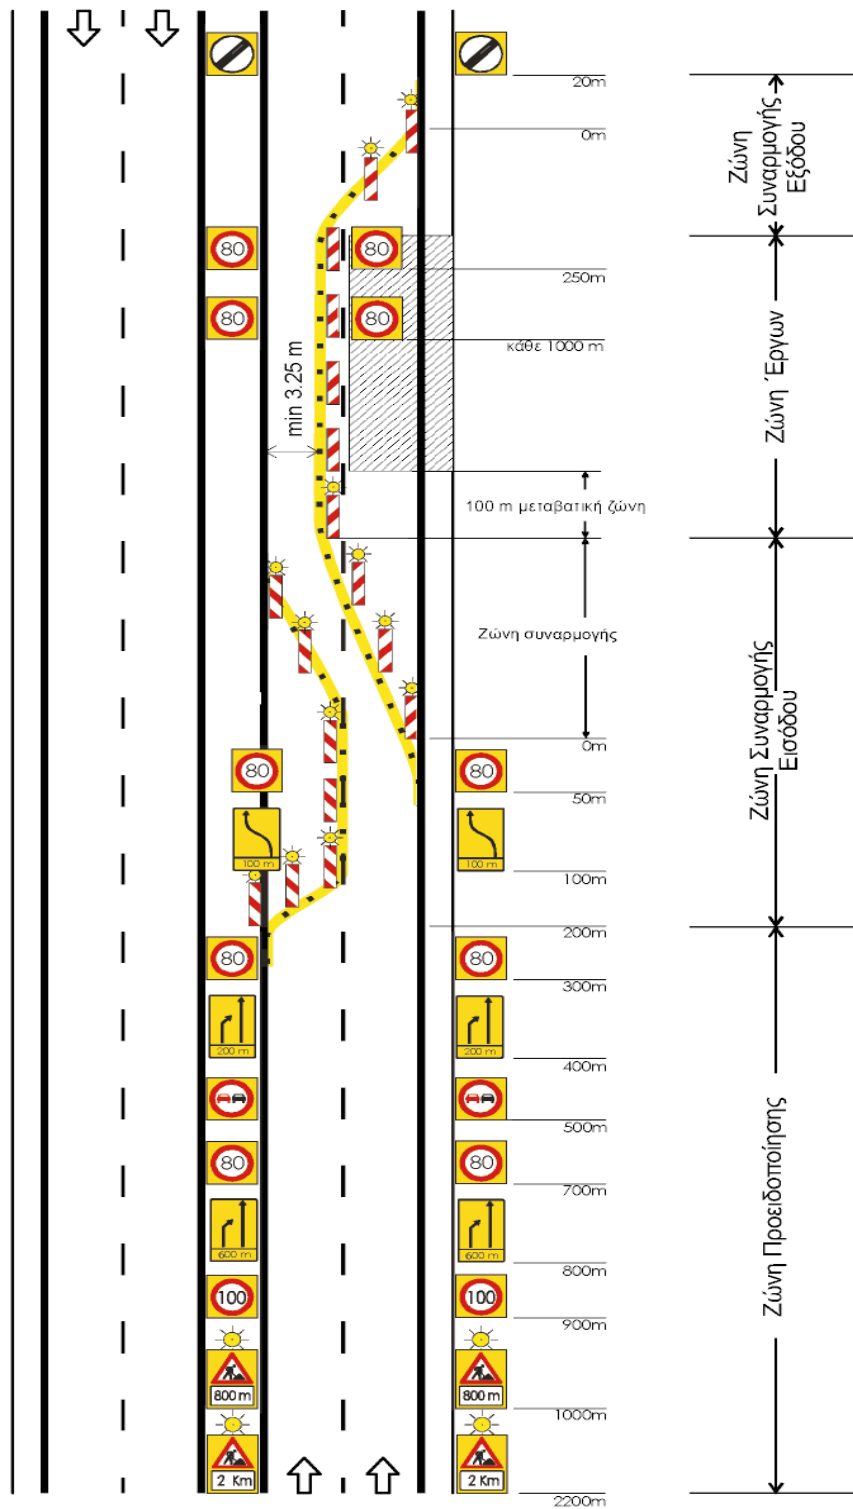 20m
0m
Ζώνη
Συναρμογής
Εξόδου
80
80
250m
80
80
κάθε 1000 m
Ζώνη Έργων
min 3.25 m
100 m μεταβατική ζώνη
Ζώνη συναρμογής
Ζώνη Συναρμογής
Εισόδου
0m
80
80
50m
100 m
100 m
100m
200m
80
80
300m
200 m
200 m
400m
500m
80
80
700m
Ζώνη Προειδοποίησης
600 m
600 m
800m
100
100
900m
800 m
800 m
1000m
2 Km
2 Km
2200m